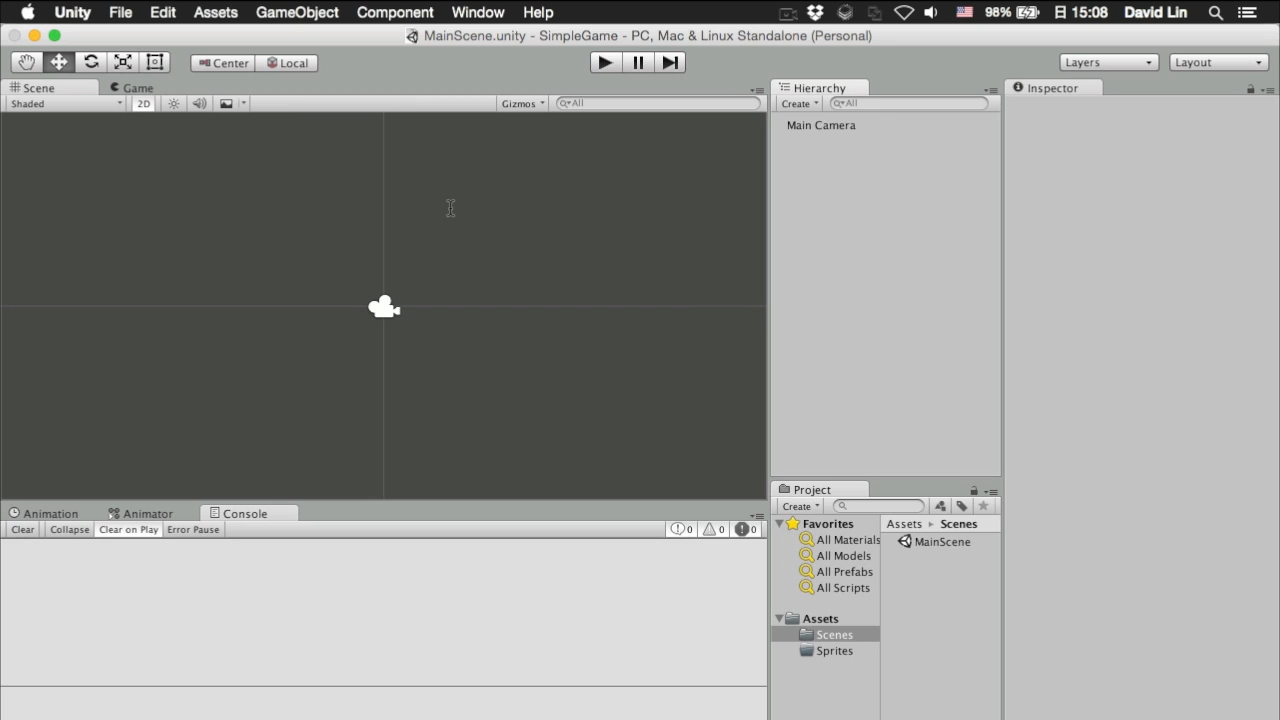 Unity File Edit Assets GameObject Component Window Help 98% 日 15:08 David Lin
MainScene.unity - SimpleGame - PC, Mac & Linux Standalone (Personal)
Center Local Layers Layout
Scene Game Hierarchy Inspector
Shaded 2D Gizmos All Create All
Main Camera
Project
Create
Animation Animator Console
Clear Collapse Clear on Play Error Pause 0 0 0
Favorites Assets Scenes
All Materials MainScene
All Models
All Prefabs
All Scripts
Assets
Scenes
Sprites